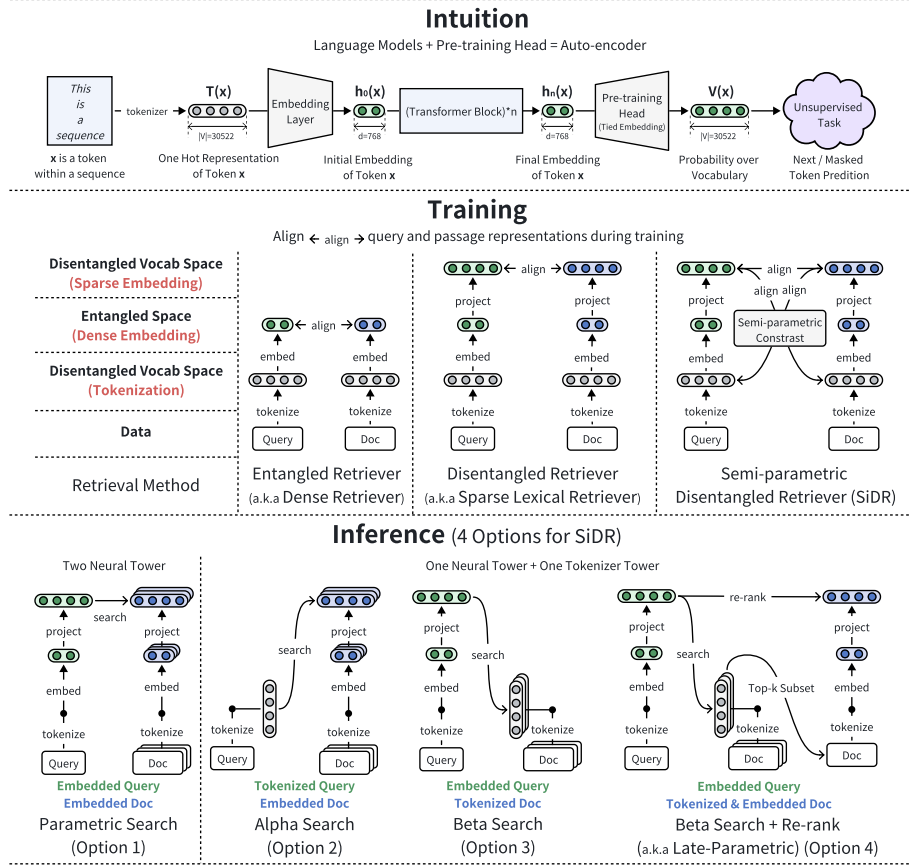 Intuition
Language Models + Pre-training Head = Auto-encoder
This
is
a
sequence
tokenizer
T(x)
|V|=30522
Embedding
Layer
h₀(x)
d=768
(Transformer Block)*n
hₙ(x)
d=768
Pre-training
Head
(Tied Embedding)
V(x)
|V|=30522
Unsupervised
Task
x is a token
within a sequence
One Hot Representation
of Token x
Initial Embedding
of Token x
Final Embedding
of Token x
Probability over
Vocabulary
Next / Masked
Token Predition
Training
Align ← align → query and passage representations during training
Disentangled Vocab Space
(Sparse Embedding)
Entangled Space
(Dense Embedding)
Disentangled Vocab Space
(Tokenization)
Data
Retrieval Method
align
embed
embed
tokenize
tokenize
Query
Doc
Entangled Retriever
(a.k.a Dense Retriever)
align
project
project
embed
embed
tokenize
tokenize
Query
Doc
Disentangled Retriever
(a.k.a Sparse Lexical Retriever)
align
align align
project
project
Semi-parametric
Constrast
embed
embed
tokenize
tokenize
Query
Doc
Semi-parametric
Disentangled Retriever (SiDR)
Inference (4 Options for SiDR)
Two Neural Tower
One Neural Tower + One Tokenizer Tower
search
project
project
embed
embed
tokenize
tokenize
Query
Doc
Embedded Query
Embedded Doc
Parametric Search
(Option 1)
project
search
embed
tokenize
tokenize
Query
Doc
Tokenized Query
Embedded Doc
Alpha Search
(Option 2)
project
search
embed
tokenize
tokenize
Query
Doc
Embedded Query
Tokenized Doc
Beta Search
(Option 3)
re-rank
project
project
search
embed
Top-k Subset
embed
tokenize
tokenize
tokenize
Query
Doc
Doc
Embedded Query
Tokenized & Embedded Doc
Beta Search + Re-rank
(a.k.a Late-Parametric) (Option 4)